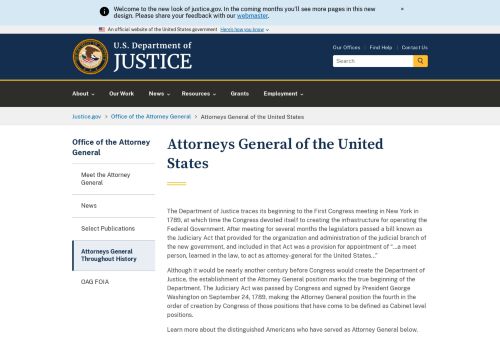 Welcome to the new look of justice.gov. In the coming months you'll see more pages in this new
design. Please share your feedback with our webmaster.
×
An official website of the United States government Here's how you know
U.S. Department of
JUSTICE
Our Offices | Find Help | Contact Us
Search
About
Our Work
News
Resources
Grants
Employment
Justice.gov > Office of the Attorney General > Attorneys General of the United States
Office of the Attorney
General
Meet the Attorney
General
News
Select Publications
Attorneys General
Throughout History
OAG FOIA
Attorneys General of the United
States
The Department of Justice traces its beginning to the First Congress meeting in New York in
1789, at which time the Congress devoted itself to creating the infrastructure for operating the
Federal Government. After meeting for several months the legislators passed a bill known as
the Judiciary Act that provided for the organization and administration of the judicial branch of
the new government, and included in that Act was a provision for appointment of "…a meet
person, learned in the law, to act as attorney-general for the United States…"
Although it would be nearly another century before Congress would create the Department of
Justice, the establishment of the Attorney General position marks the true beginning of the
Department. The Judiciary Act was passed by Congress and signed by President George
Washington on September 24, 1789, making the Attorney General position the fourth in the
order of creation by Congress of those positions that have come to be defined as Cabinet level
positions.
Learn more about the distinguished Americans who have served as Attorney General below.